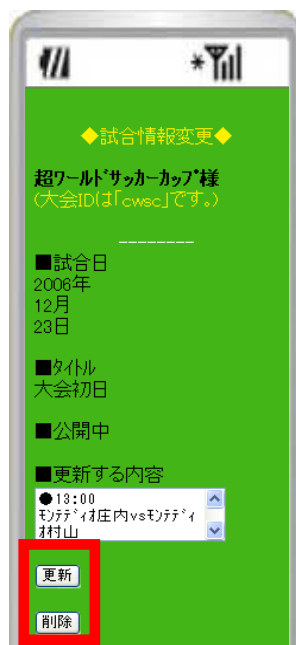 ◆試合情報変更◆
超ﾜｰﾙﾄﾞｻｯｶｰｶｯﾌﾟ様
(大会IDは「cwsc」です。)
--------
■試合日
2006年
12月
23日
■ﾀｲﾄﾙ
大会初日
■公開中
■更新する内容
●13:00
ﾓﾝﾃﾃﾞｨｵ庄内vsﾓﾝﾃﾃﾞｨ
ｵ村山
更新
削除